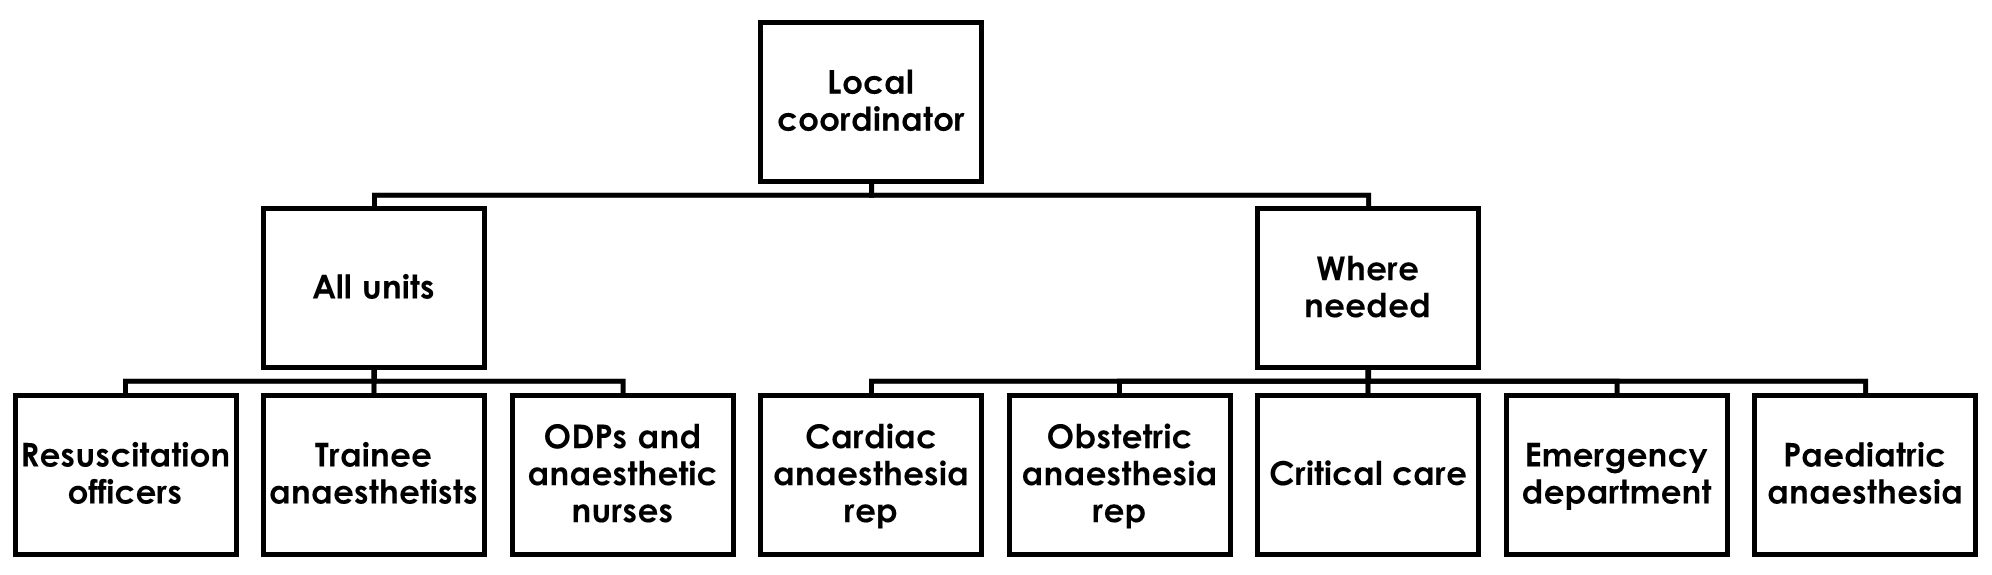 Local
coordinator
All units
Where
needed
Resuscitation
officers
Trainee
anaesthetists
ODPs and
anaesthetic
nurses
Cardiac
anaesthesia
rep
Obstetric
anaesthesia
rep
Critical care
Emergency
department
Paediatric
anaesthesia